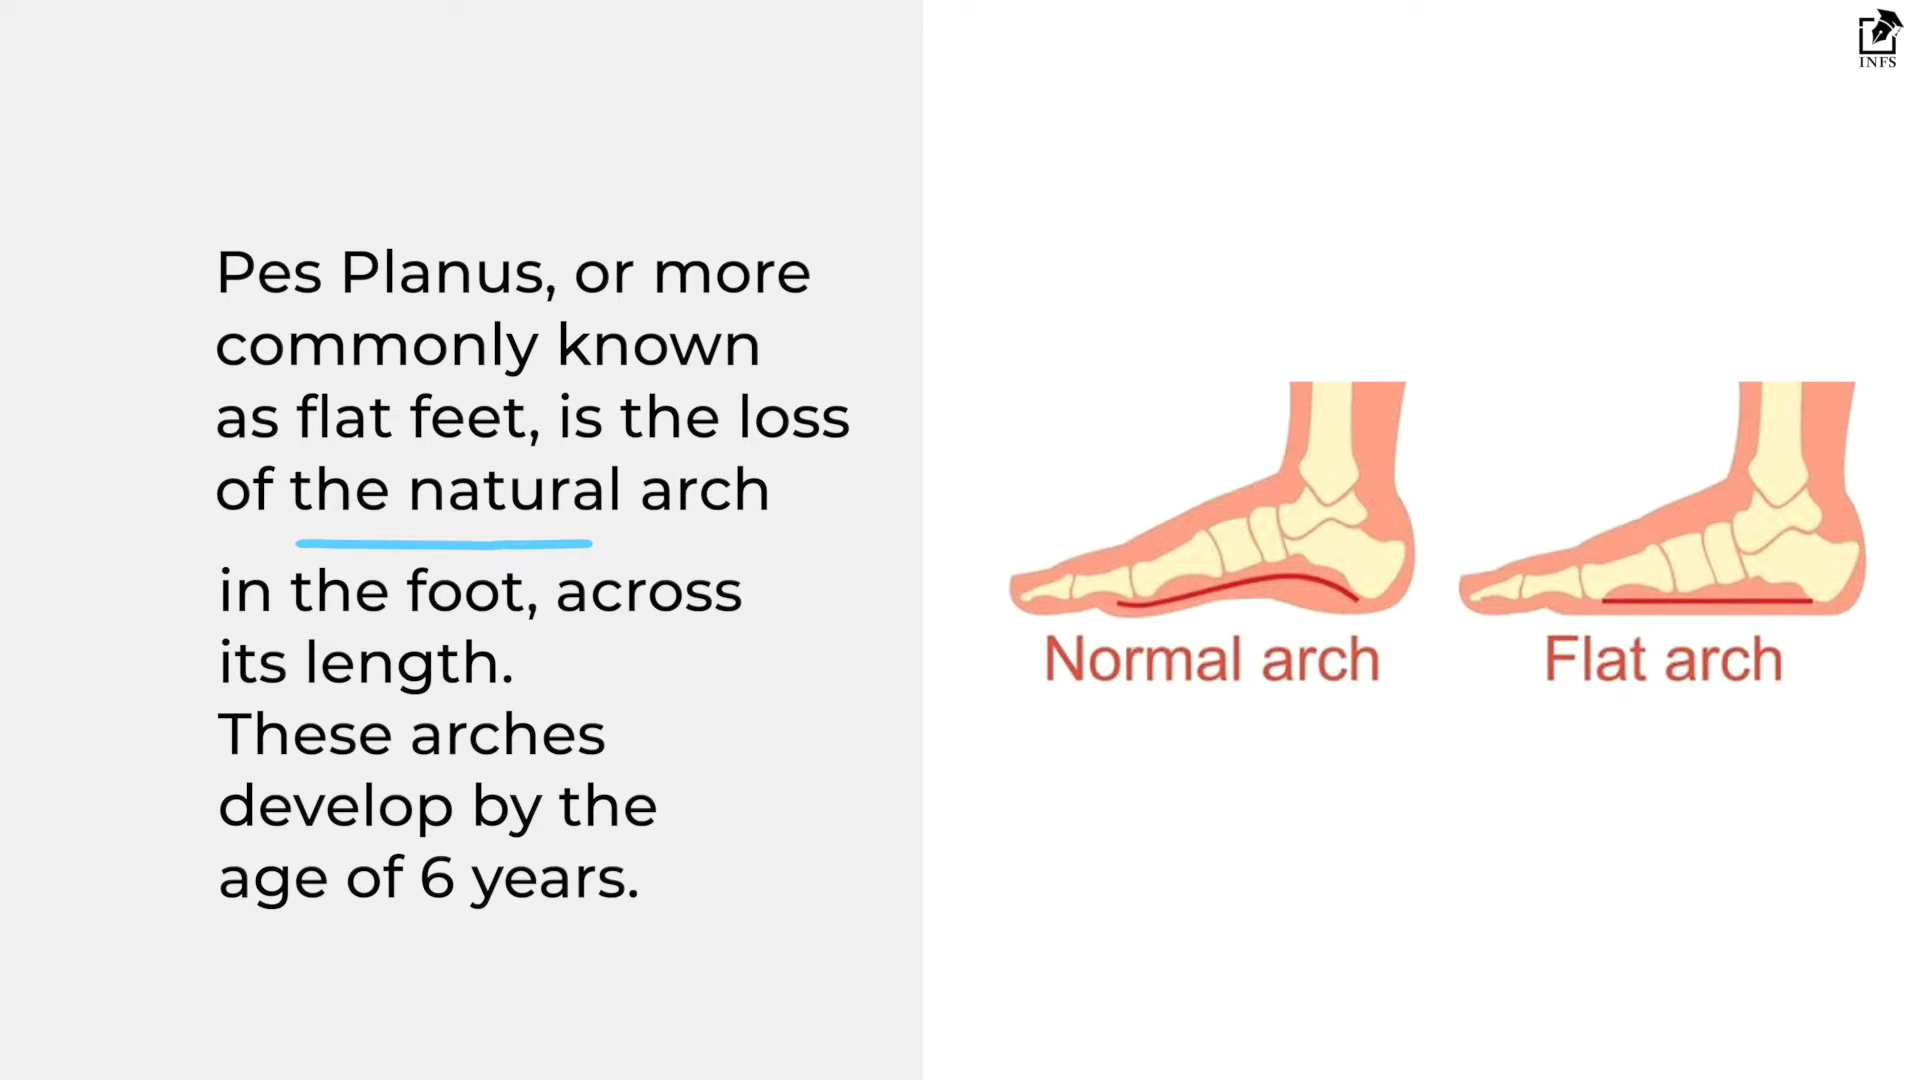 INFS
Pes Planus, or more
commonly known
as flat feet, is the loss
of the natural arch
in the foot, across
its length.
These arches
develop by the
age of 6 years.
Normal arch
Flat arch